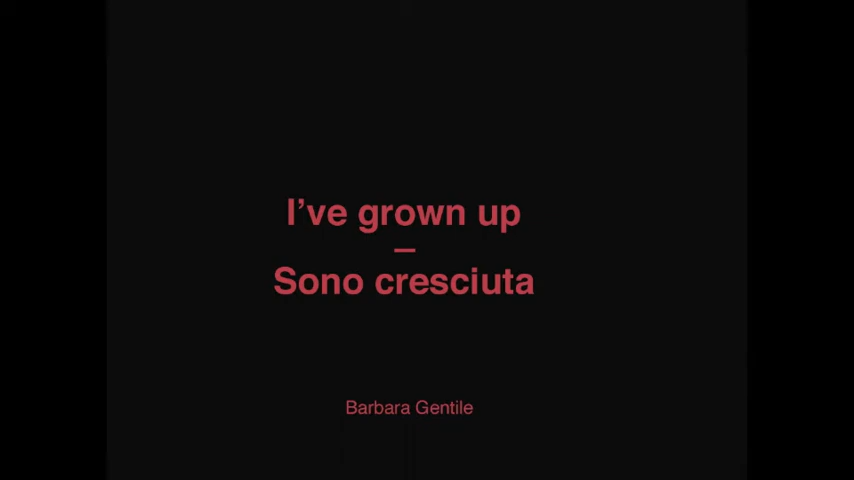 I’ve grown up
–
Sono cresciuta
Barbara Gentile